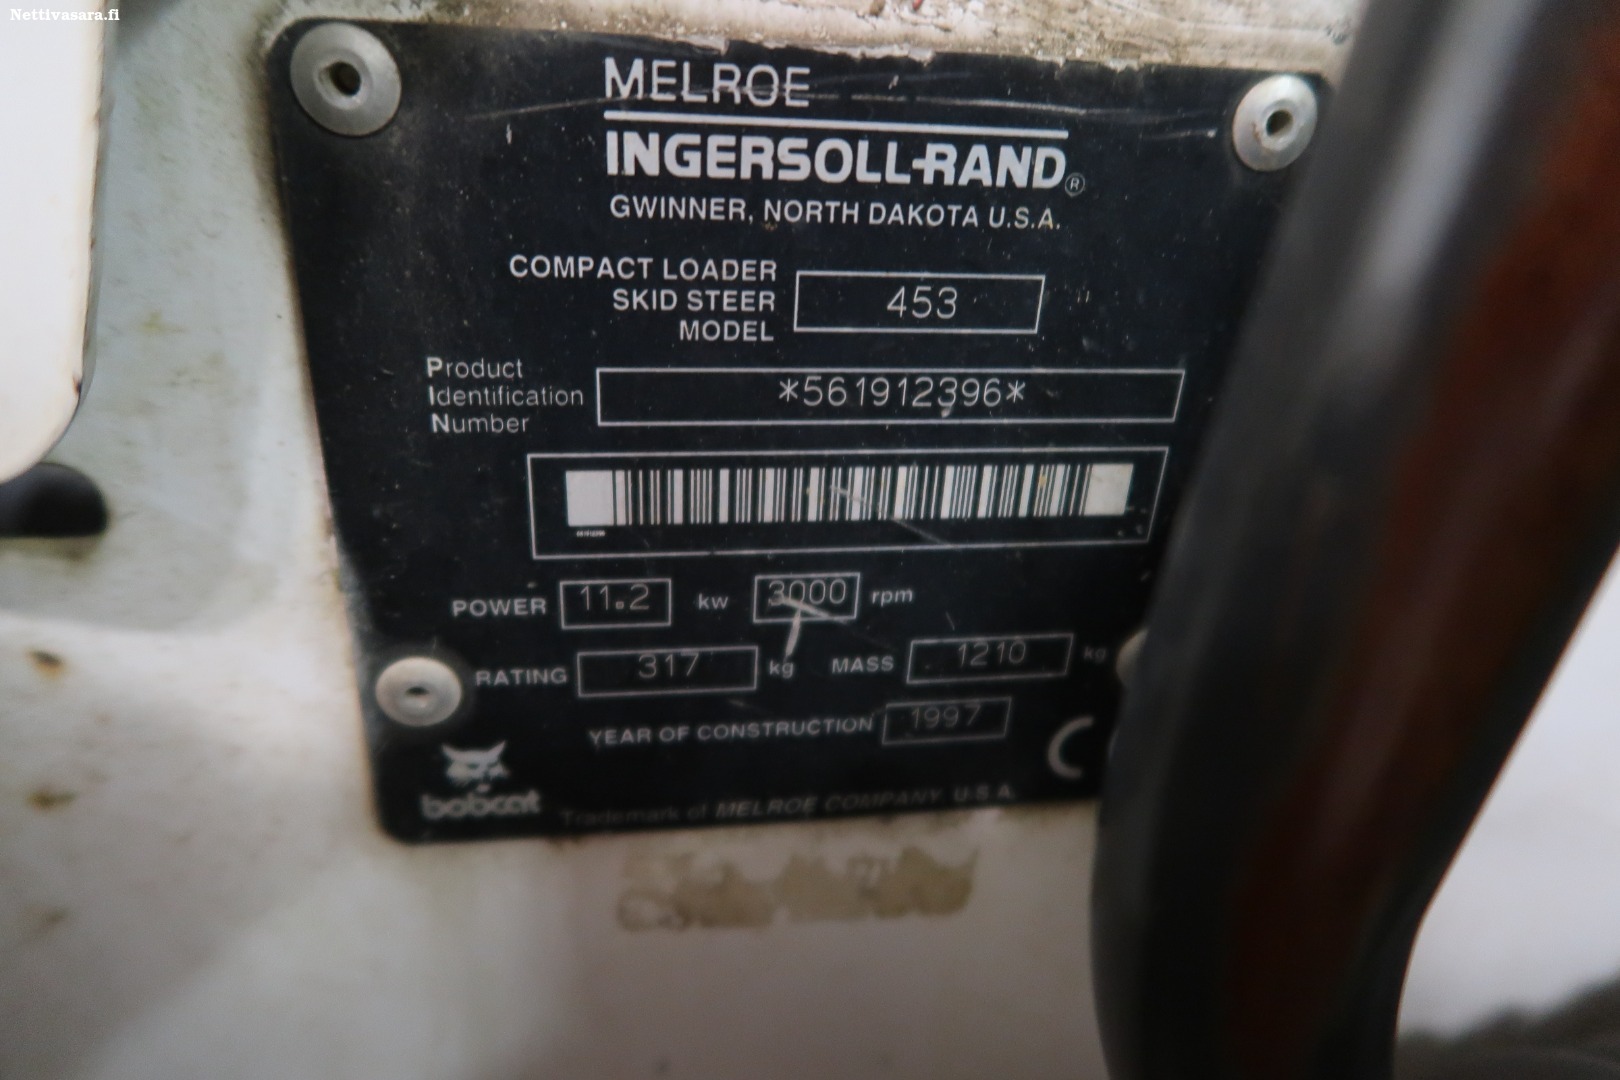 Nettivasara.fi
MELROE
INGERSOLL-RAND®
GWINNER, NORTH DAKOTA U.S.A.
COMPACT LOADER
SKID STEER 453
MODEL
Product
Identification *561912396*
Number
POWER 11.2 kw 3000 rpm
RATING 317 kg MASS 1210 kg
YEAR OF CONSTRUCTION 1997
bobcat Trademark of MELROE COMPANY U.S.A.